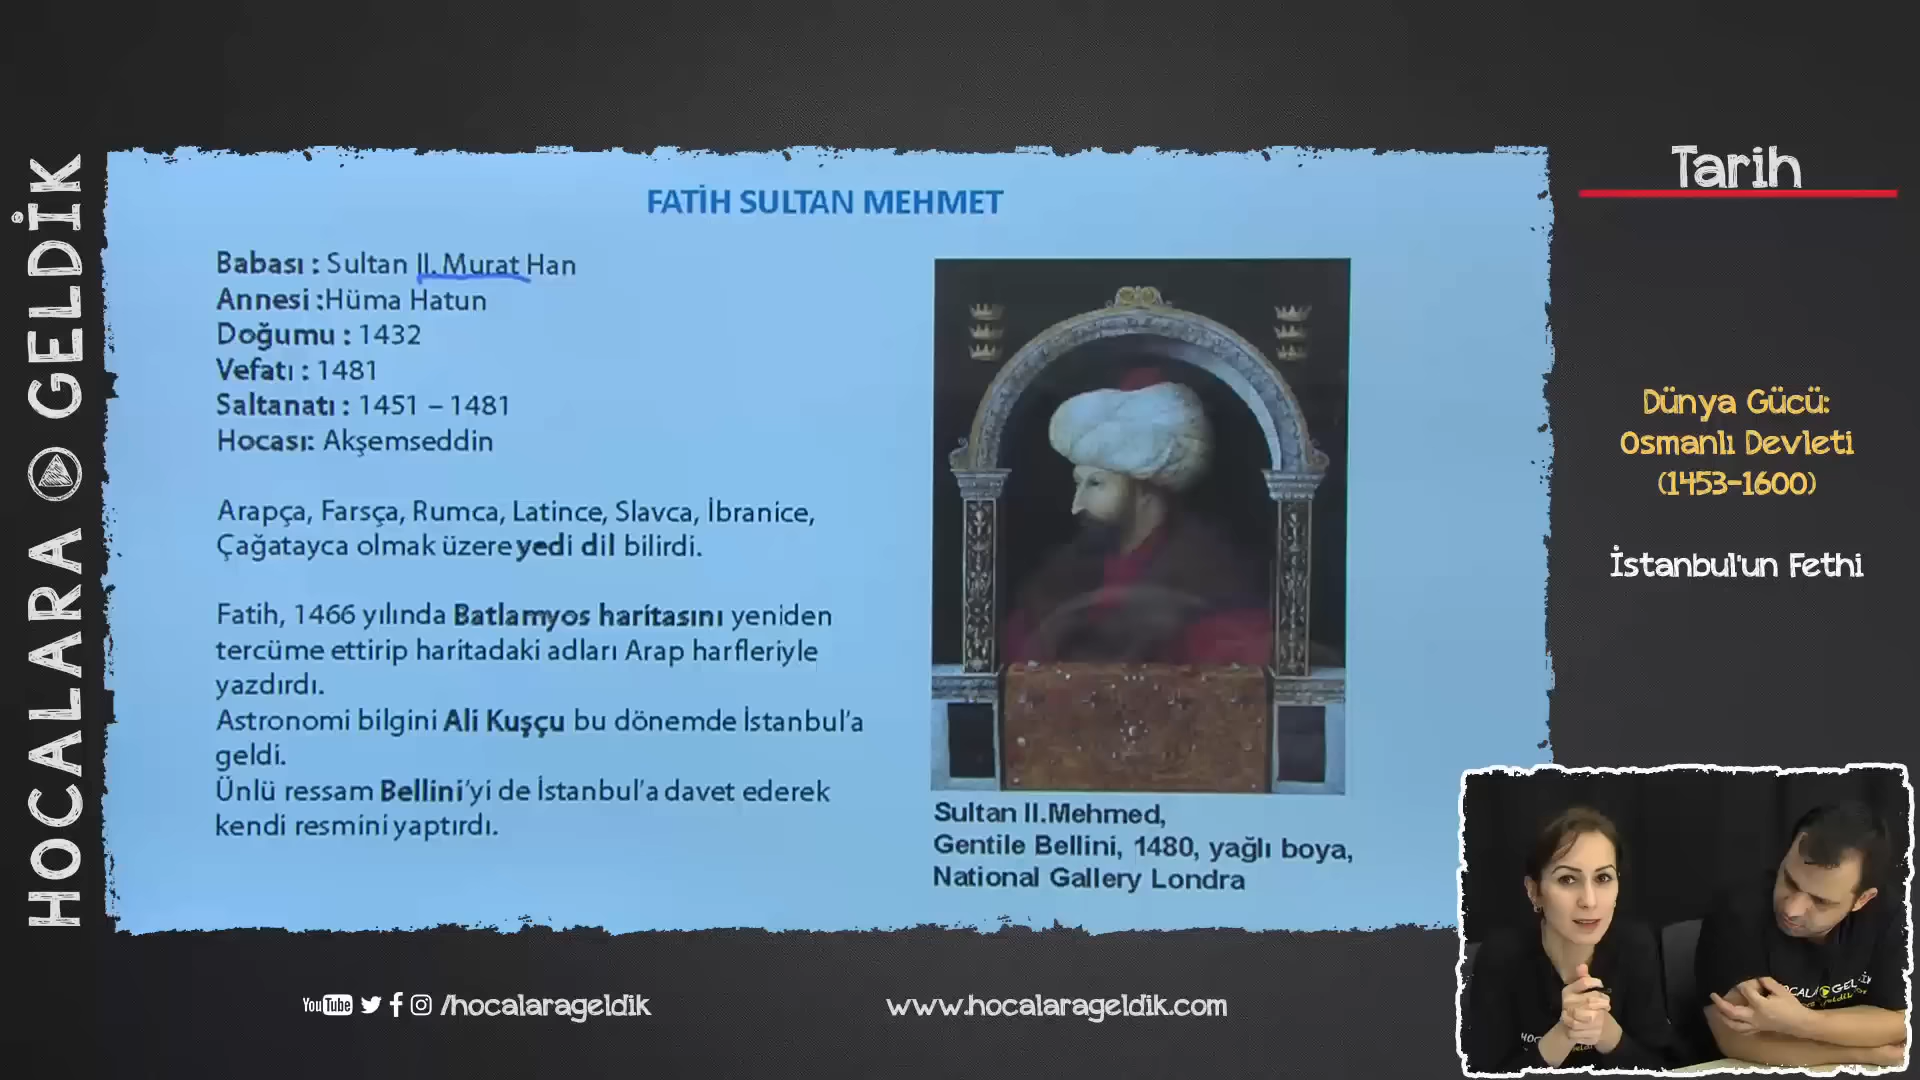 HOCALARA GELDİK
FATİH SULTAN MEHMET
Babası : Sultan II. Murat Han
Annesi :Hüma Hatun
Doğumu : 1432
Vefatı : 1481
Saltanatı : 1451 – 1481
Hocası: Akşemseddin
Arapça, Farsça, Rumca, Latince, Slavca, İbranice,
Çağatayca olmak üzere yedi dil bilirdi.
Fatih, 1466 yılında Batlamyos haritasını yeniden
tercüme ettirip haritadaki adları Arap harfleriyle
yazdırdı.
Astronomi bilgini Ali Kuşçu bu dönemde İstanbul'a
geldi.
Ünlü ressam Bellini'yi de İstanbul'a davet ederek
kendi resmini yaptırdı.
Sultan II.Mehmed,
Gentile Bellini, 1480, yağlı boya,
National Gallery Londra
Tarih
Dünya Gücü:
Osmanlı Devleti
(1453-1600)
İstanbul'un Fethi
YouTube /hocalarageldik
www.hocalarageldik.com